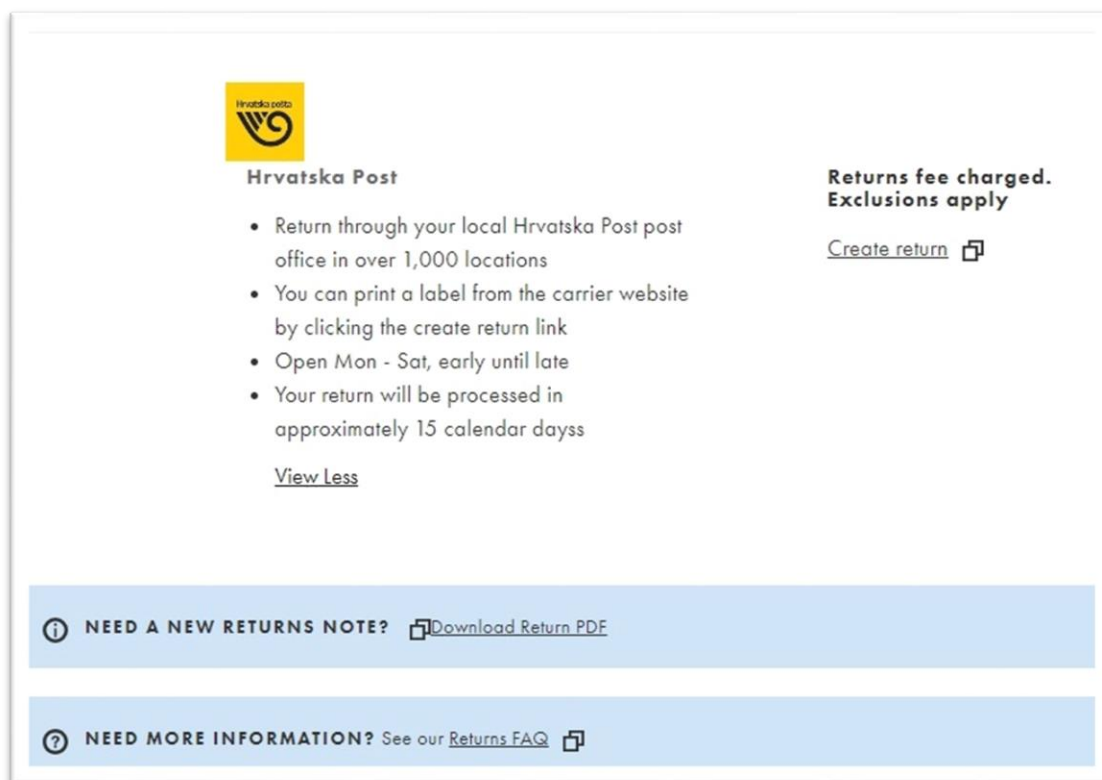 Hrvatska pošta
Hrvatska Post
Return through your local Hrvatska Post post
office in over 1,000 locations
You can print a label from the carrier website
by clicking the create return link
Open Mon - Sat, early until late
Your return will be processed in
approximately 15 calendar dayss
View Less
Returns fee charged.
Exclusions apply
Create return
NEED A NEW RETURNS NOTE? Download Return PDF
NEED MORE INFORMATION? See our Returns FAQ